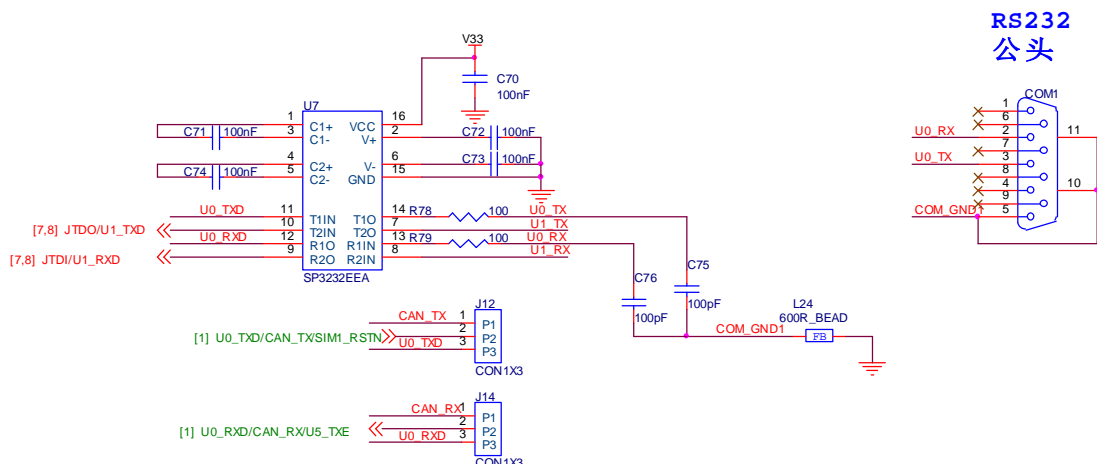 RS232
公头
V33
C70
100nF
COM1
U7
1
3
C1+
C1-
VCC
V+
16
2
C71
100nF
C72
100nF
4
5
C2+
C2-
V-
GND
6
15
C74
100nF
C73
100nF
U0_TXD
11
T1IN
T1O
14
R78
100
U0_TX
[7,8] JTDO/U1_TXD
10
T2IN
T2O
7
U1_TX
U0_RXD
12
R1O
R1IN
13
R79
100
U0_RX
[7,8] JTDI/U1_RXD
9
R2O
R2IN
8
U1_RX
SP3232EEA
1
6
U0_RX
2
7
U0_TX
3
8
4
9
COM_GND1
5
11
10
C76
100pF
C75
100pF
COM_GND1
L24
600R_BEAD
FB
J12
CAN_TX
1
P1
[1] U0_TXD/CAN_TX/SIM1_RSTN
2
P2
U0_TXD
3
P3
CON1X3
J14
CAN_RX
1
P1
[1] U0_RXD/CAN_RX/U5_TXE
2
P2
U0_RXD
3
P3
CON1X3